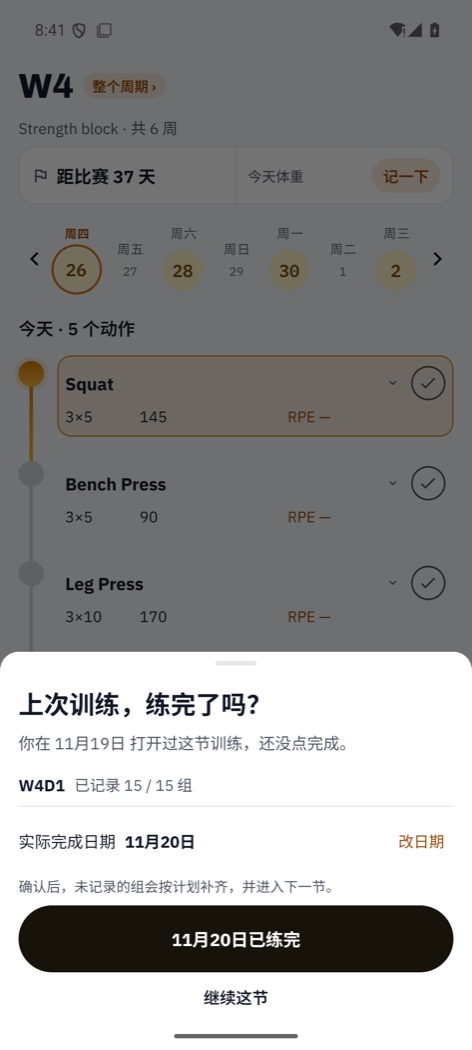 8:41
W4 整个周期 ›
Strength block · 共 6 周
距比赛 37 天 今天体重 记一下
周四 周五 周六 周日 周一 周二 周三
26 27 28 29 30 1 2
今天 · 5 个动作
Squat
3×5 145 RPE —
Bench Press
3×5 90 RPE —
Leg Press
3×10 170 RPE —
上次训练，练完了吗？
你在 11月19日 打开过这节训练，还没点完成。
W4D1 已记录 15 / 15 组
实际完成日期 11月20日 改日期
确认后，未记录的组会按计划补齐，并进入下一节。
11月20日已练完
继续这节